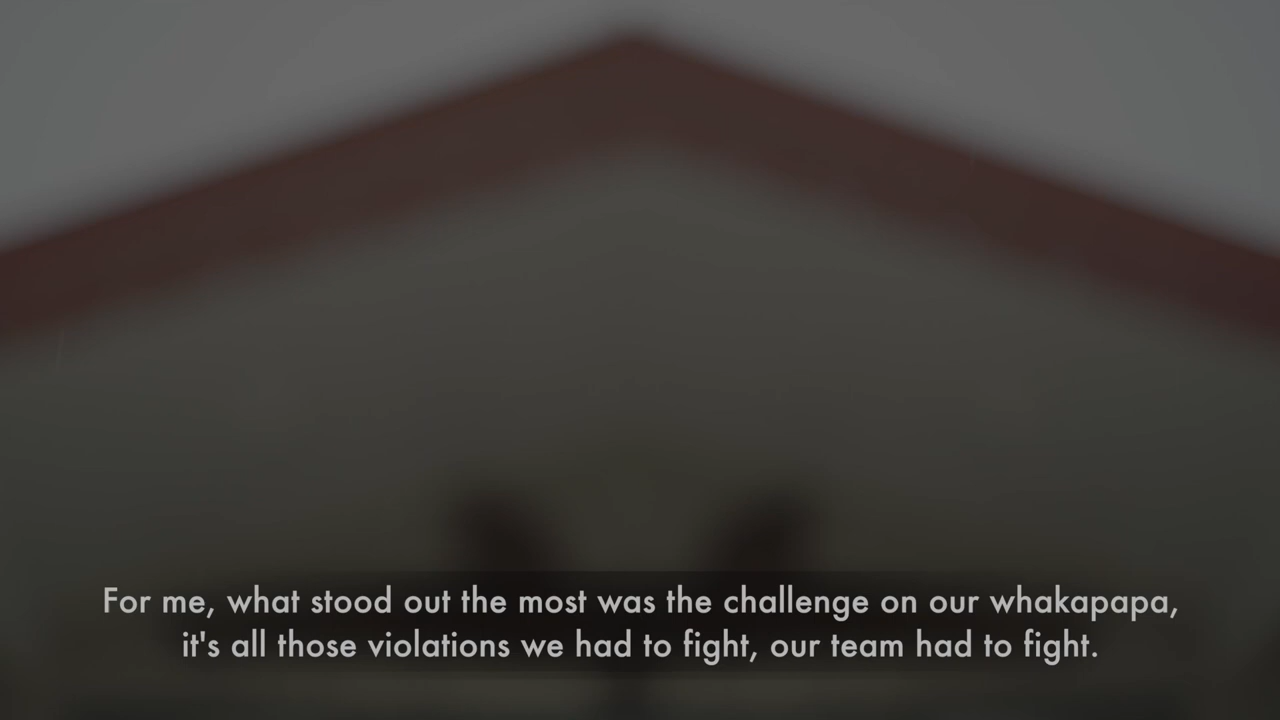 For me, what stood out the most was the challenge on our whakapapa,
it's all those violations we had to fight, our team had to fight.